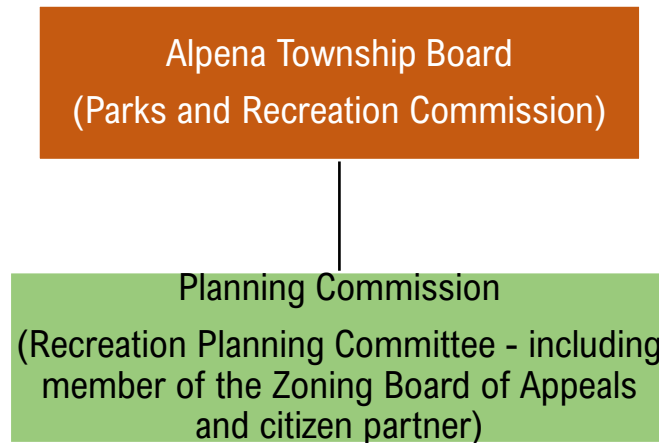 Alpena Township Board
(Parks and Recreation Commission)
Planning Commission
(Recreation Planning Committee - including
member of the Zoning Board of Appeals
and citizen partner)